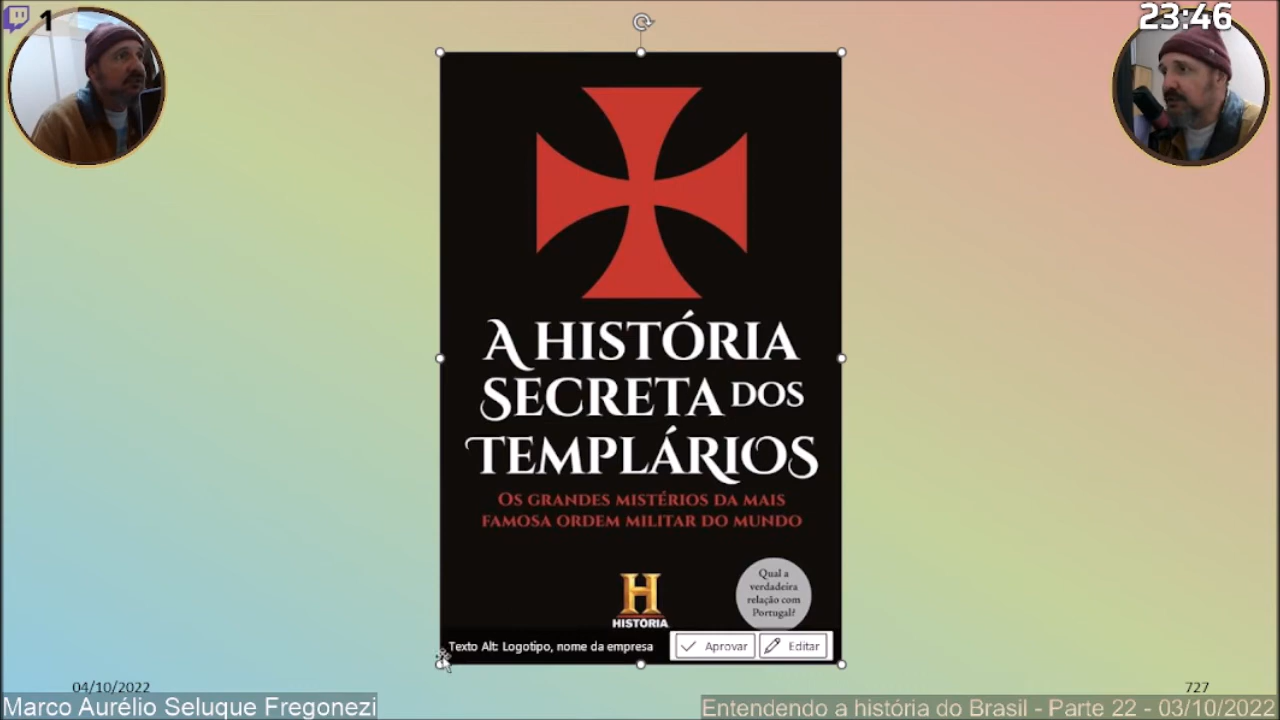 1
23:46
A HISTÓRIA
SECRETA DOS
TEMPLÁRIOS
OS GRANDES MISTÉRIOS DA MAIS
FAMOSA ORDEM MILITAR DO MUNDO
H
HISTÓRIA
Qual a
verdadeira
relação com
Portugal?
Texto Alt: Logotipo, nome da empresa
Aprovar
Editar
04/10/2022
727
Marco Aurélio Seluque Fregonezi
Entendendo a história do Brasil - Parte 22 - 03/10/2022